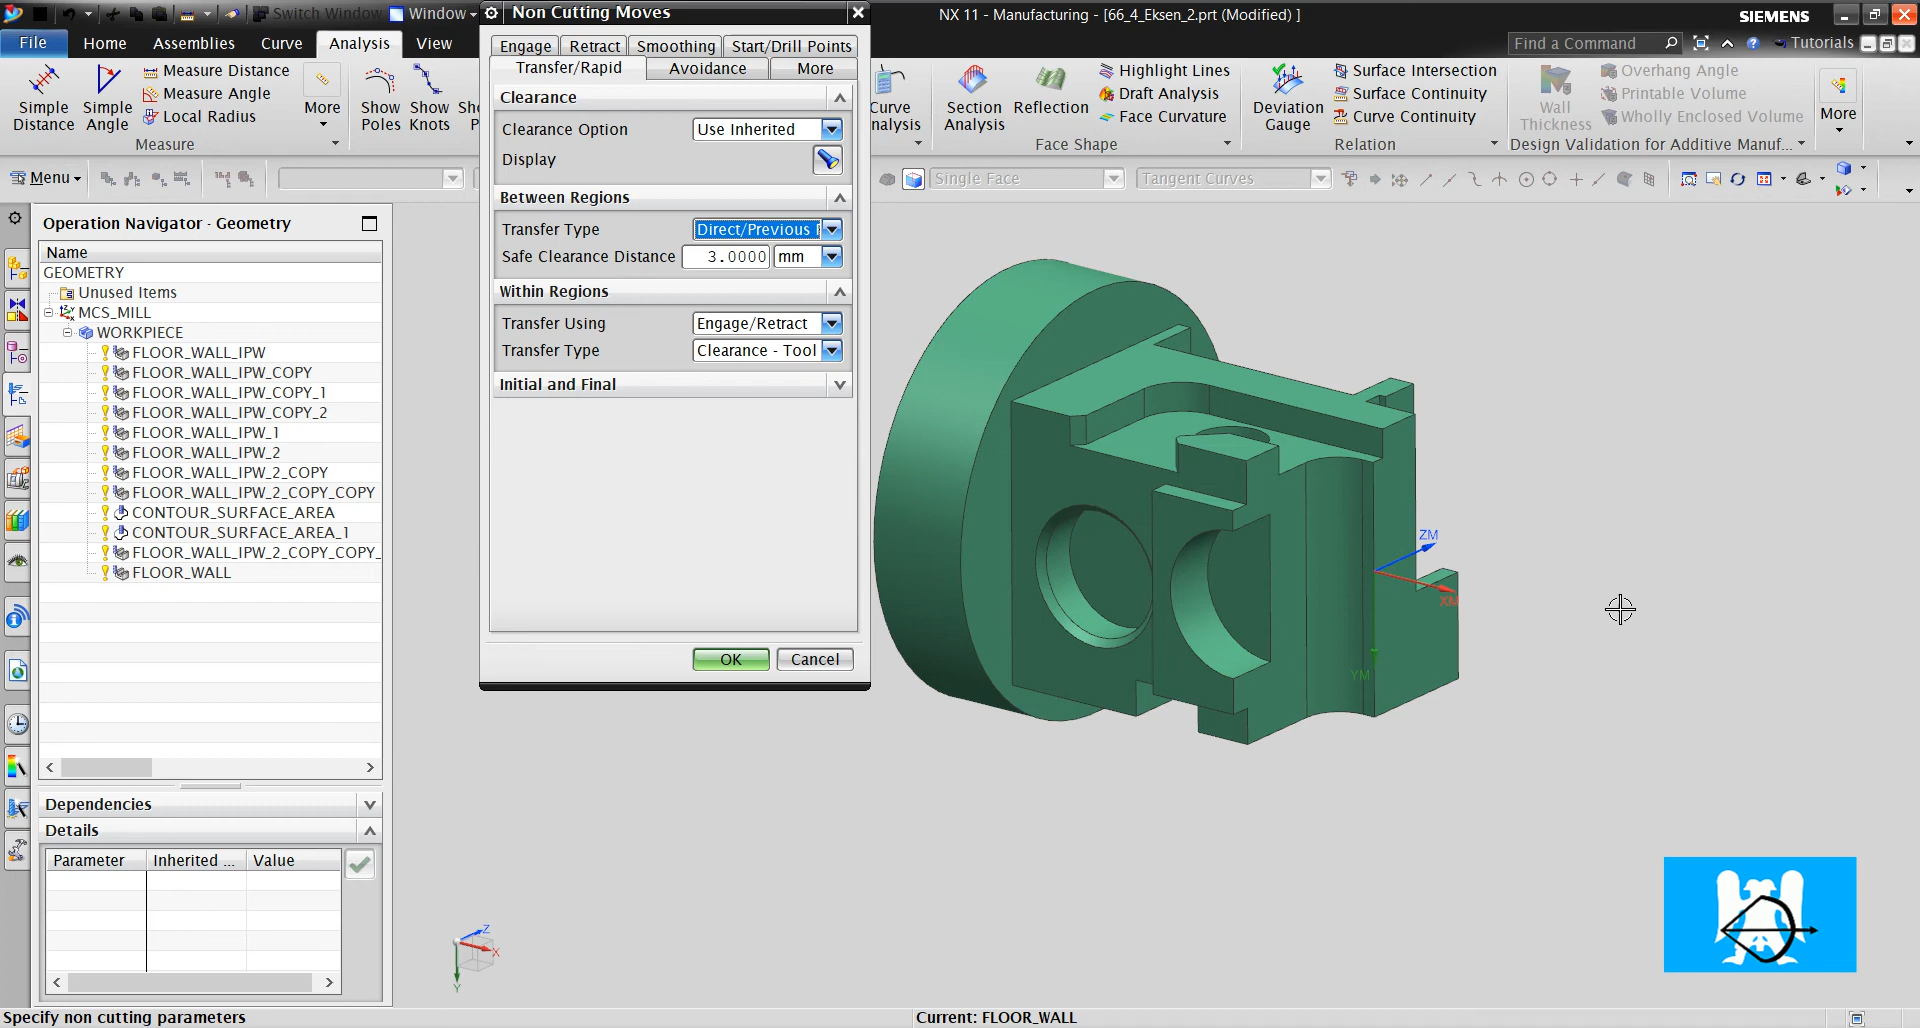 Switch Window
Window
NX 11 - Manufacturing - [66_4_Eksen_2.prt (Modified) ]
SIEMENS
File
Home
Assemblies
Curve
Analysis
View
Find a Command
Tutorials
Simple Distance
Simple Angle
Measure Distance
Measure Angle
Local Radius
More
Measure
Show Poles
Show Knots
Non Cutting Moves
Engage
Retract
Smoothing
Start/Drill Points
Transfer/Rapid
Avoidance
More
Clearance
Clearance Option
Use Inherited
Display
Between Regions
Transfer Type
Direct/Previous
Safe Clearance Distance
3.0000
mm
Within Regions
Transfer Using
Engage/Retract
Transfer Type
Clearance - Tool
Initial and Final
OK
Cancel
Curve
Section Analysis
Reflection
Highlight Lines
Draft Analysis
Face Curvature
Face Shape
Deviation Gauge
Surface Intersection
Surface Continuity
Curve Continuity
Relation
Wall Thickness
Overhang Angle
Printable Volume
Wholly Enclosed Volume
Design Validation for Additive Manuf...
More
Menu
Single Face
Tangent Curves
Operation Navigator - Geometry
Name
GEOMETRY
Unused Items
MCS_MILL
WORKPIECE
FLOOR_WALL_IPW
FLOOR_WALL_IPW_COPY
FLOOR_WALL_IPW_COPY_1
FLOOR_WALL_IPW_COPY_2
FLOOR_WALL_IPW_1
FLOOR_WALL_IPW_2
FLOOR_WALL_IPW_2_COPY
FLOOR_WALL_IPW_2_COPY_COPY
CONTOUR_SURFACE_AREA
CONTOUR_SURFACE_AREA_1
FLOOR_WALL_IPW_2_COPY_COPY_
FLOOR_WALL
Dependencies
Details
Parameter
Inherited ...
Value
ZM
XM
YM
Z
X
Y
Specify non cutting parameters
Current: FLOOR_WALL